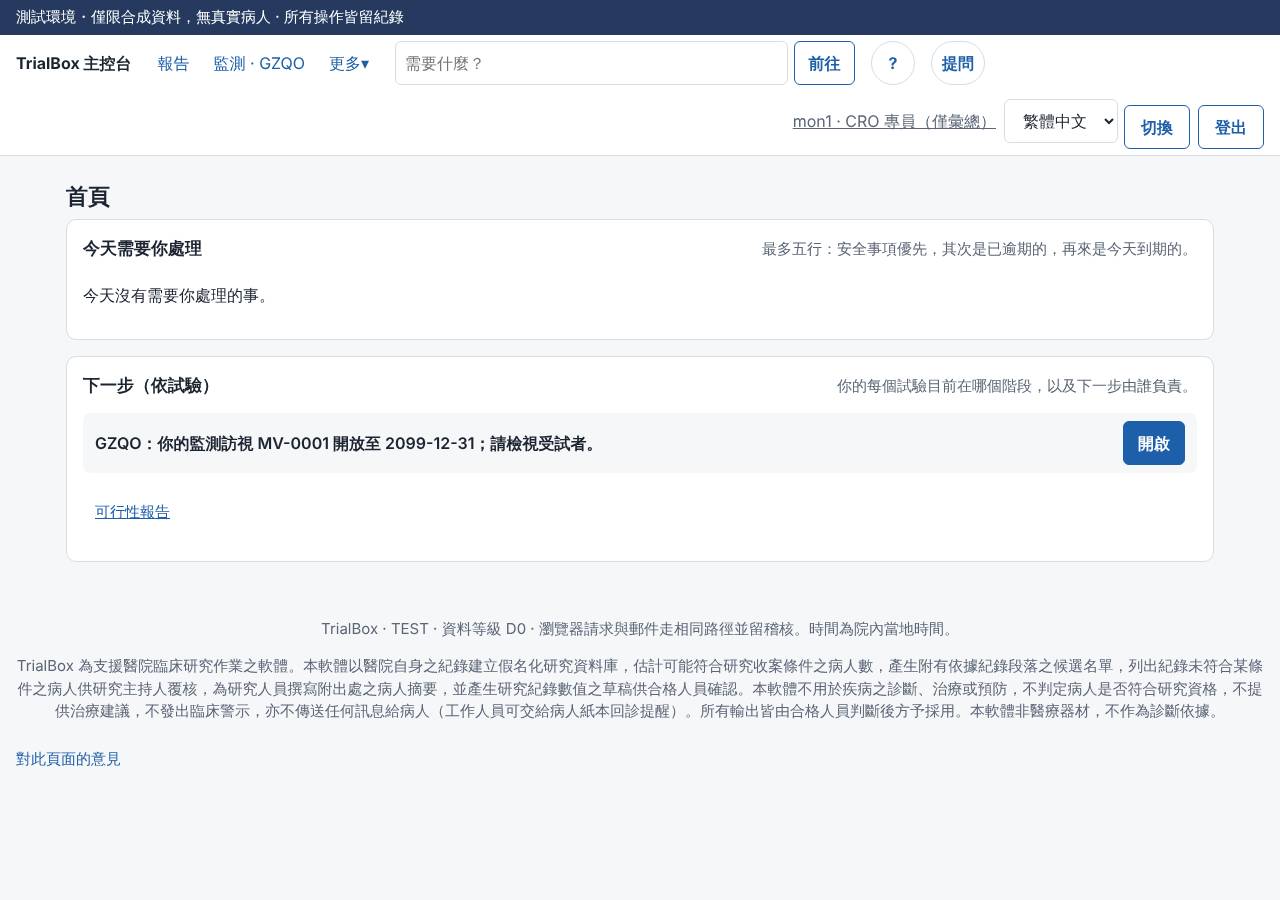 測試環境・僅限合成資料，無真實病人 · 所有操作皆留紀錄
TrialBox 主控台 報告 監測 · GZQO 更多▾ 需要什麼？ 前往 ? 提問
mon1 · CRO 專員（僅彙總） 繁體中文 切換 登出
首頁
今天需要你處理 最多五行：安全事項優先，其次是已逾期的，再來是今天到期的。
今天沒有需要你處理的事。
下一步（依試驗） 你的每個試驗目前在哪個階段，以及下一步由誰負責。
GZQO：你的監測訪視 MV-0001 開放至 2099-12-31；請檢視受試者。 開啟
可行性報告
TrialBox · TEST · 資料等級 D0 · 瀏覽器請求與郵件走相同路徑並留稽核。時間為院內當地時間。
TrialBox 為支援醫院臨床研究作業之軟體。本軟體以醫院自身之紀錄建立假名化研究資料庫，估計可能符合研究收案條件之病人數，產生附有依據紀錄段落之候選名單，列出紀錄未符合某條
件之病人供研究主持人覆核，為研究人員撰寫附出處之病人摘要，並產生研究紀錄數值之草稿供合格人員確認。本軟體不用於疾病之診斷、治療或預防，不判定病人是否符合研究資格，不提
供治療建議，不發出臨床警示，亦不傳送任何訊息給病人（工作人員可交給病人紙本回診提醒）。所有輸出皆由合格人員判斷後方予採用。本軟體非醫療器材，不作為診斷依據。
對此頁面的意見